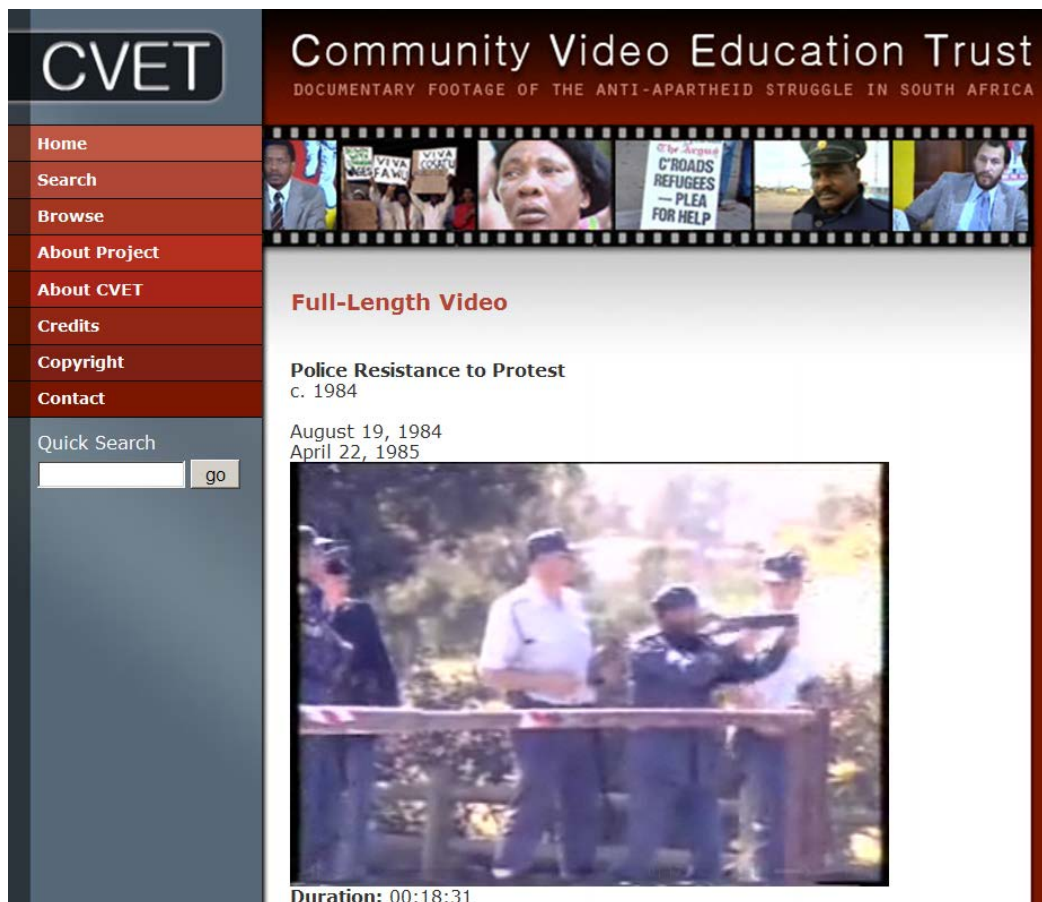 CVET
Community Video Education Trust
DOCUMENTARY FOOTAGE OF THE ANTI-APARTHEID STRUGGLE IN SOUTH AFRICA
Home
Search
Browse
About Project
About CVET
Credits
Copyright
Contact
Quick Search
go
VIVA
FAWU
VIVA
COSATU
The Argus
C'ROADS
REFUGEES
— PLEA
FOR HELP
Full-Length Video
Police Resistance to Protest
c. 1984
August 19, 1984
April 22, 1985
Duration: 00:18:31